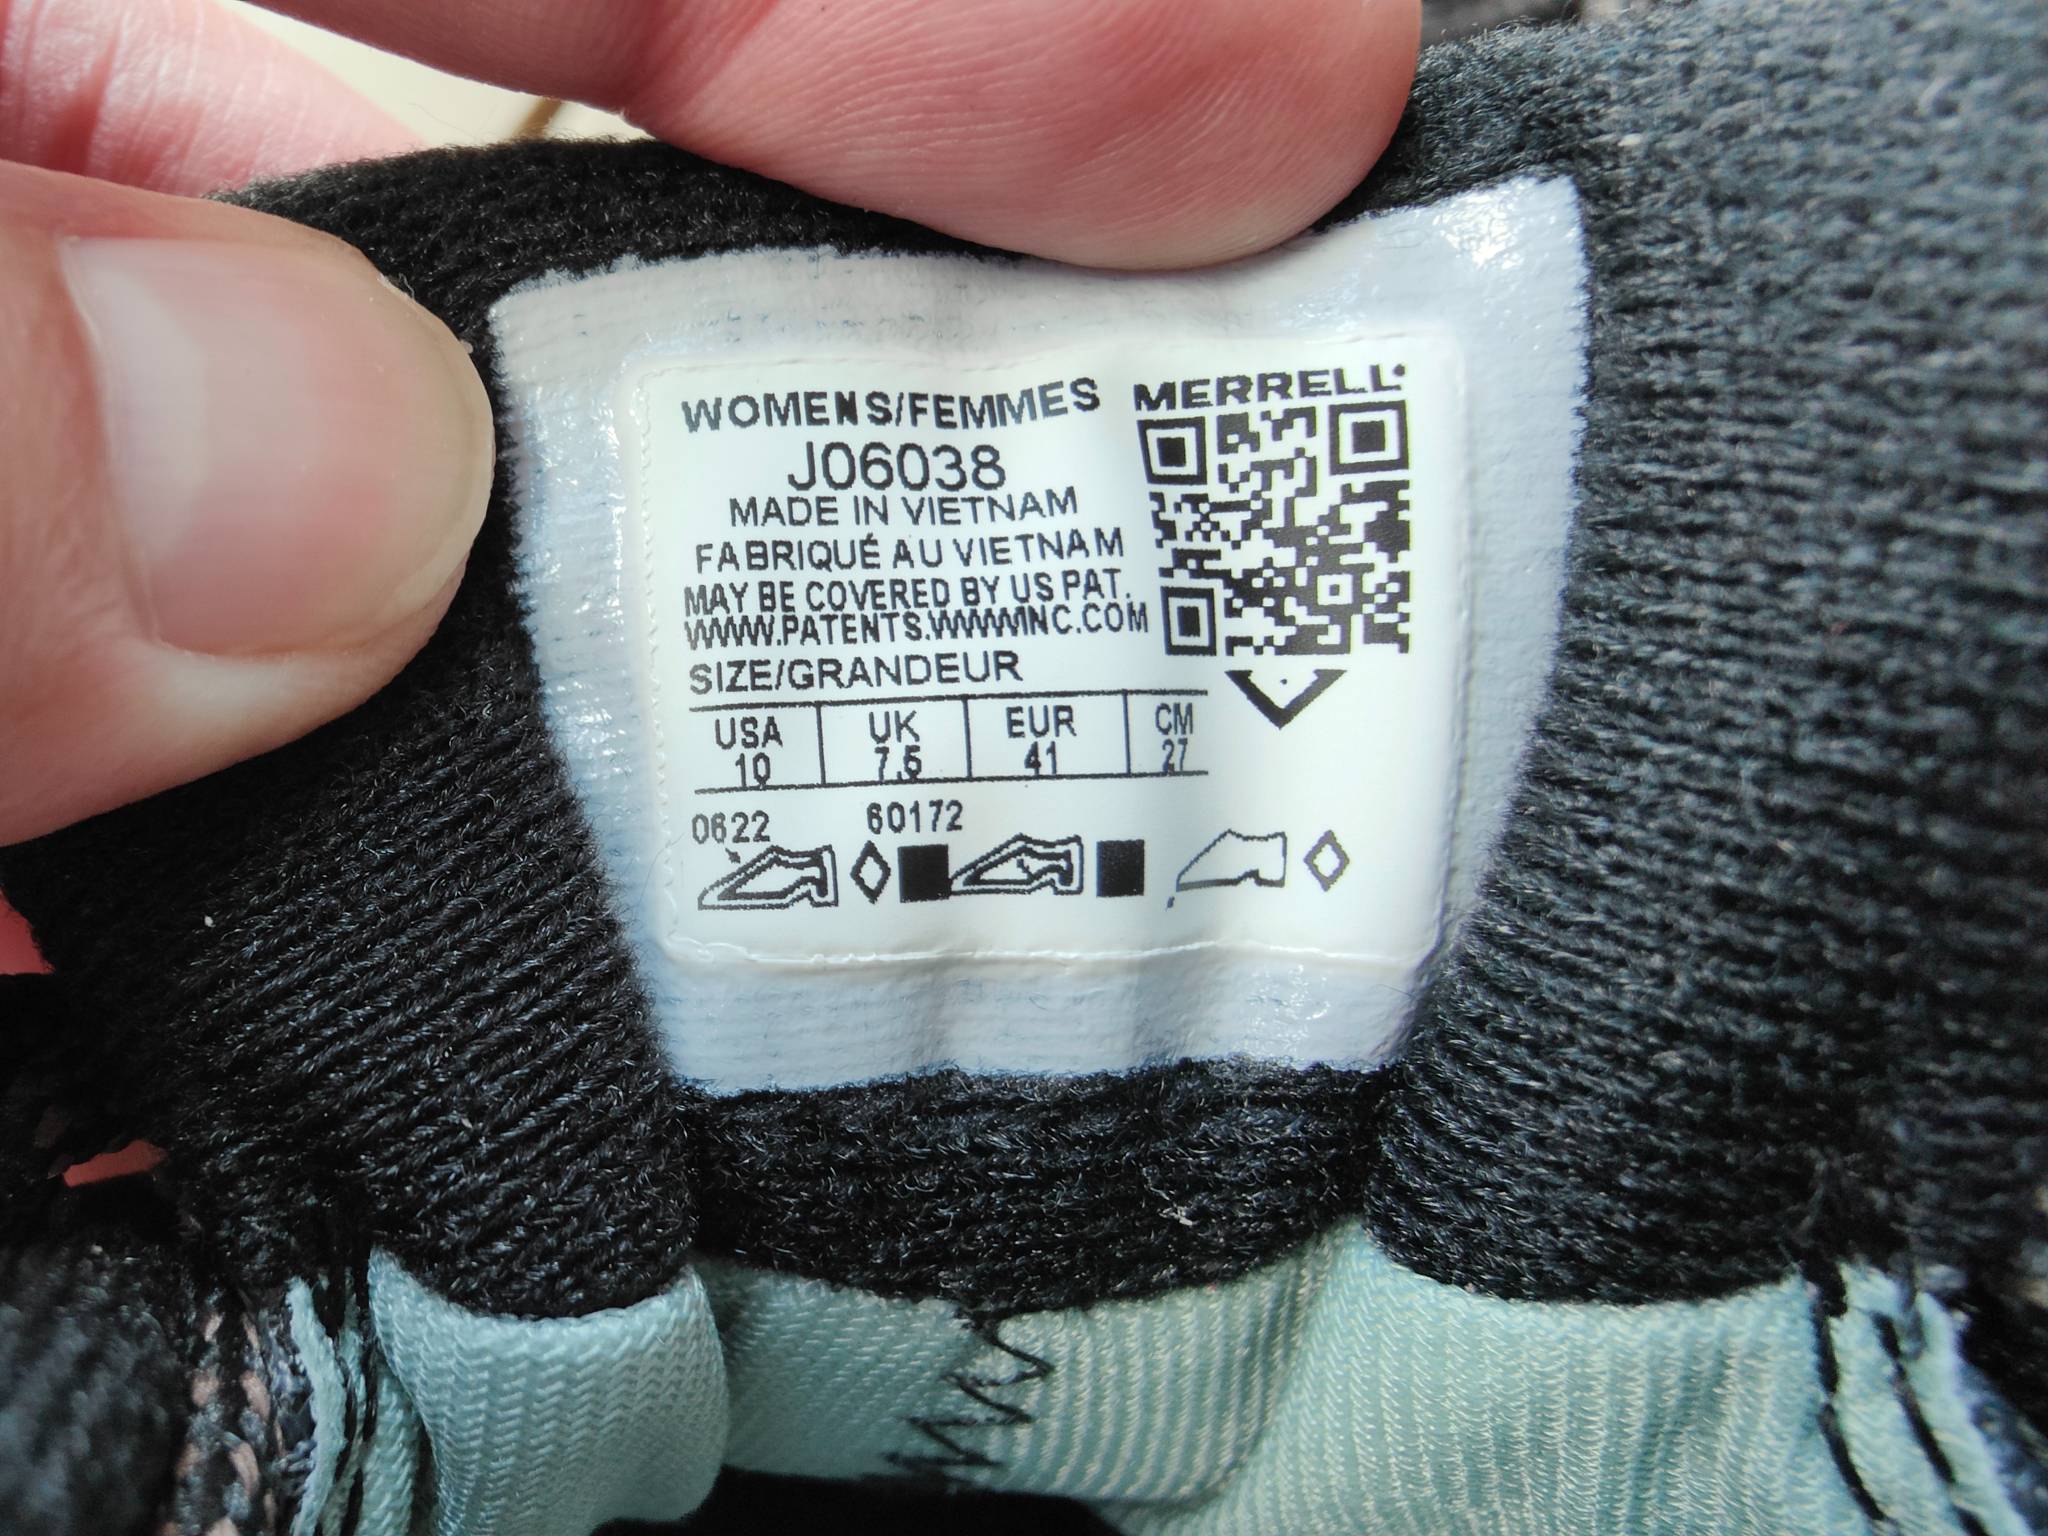 WOMENS/FEMMES
J06038
MADE IN VIETNAM
FABRIQUÉ AU VIETNAM
MAY BE COVERED BY US PAT.
WWW.PATENTS.WWWINC.COM
SIZE/GRANDEUR
USA UK EUR CM
10 7.5 41 27
0622 60172
MERRELL